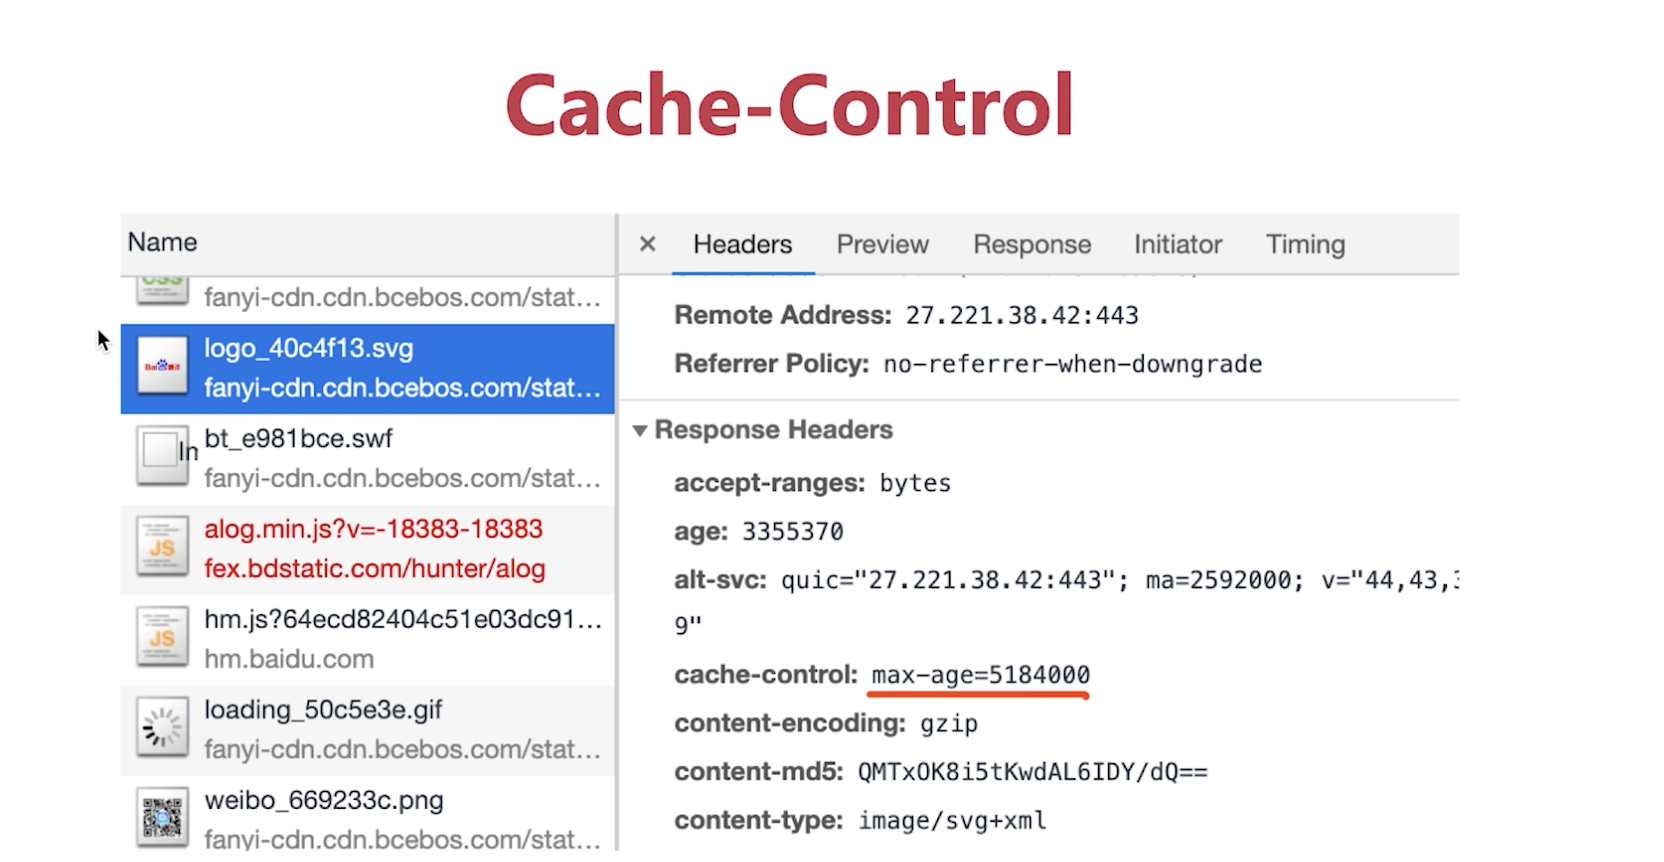 Cache-Control
Name
CSS
fanyi-cdn.cdn.bcebos.com/stat...
logo_40c4f13.svg
fanyi-cdn.cdn.bcebos.com/stat...
bt_e981bce.swf
fanyi-cdn.cdn.bcebos.com/stat...
JS
alog.min.js?v=-18383-18383
fex.bdstatic.com/hunter/alog
JS
hm.js?64ecd82404c51e03dc91...
hm.baidu.com
loading_50c5e3e.gif
fanyi-cdn.cdn.bcebos.com/stat...
weibo_669233c.png
fanyi-cdn.cdn.bcebos.com/stat...
× Headers Preview Response Initiator Timing
Remote Address: 27.221.38.42:443
Referrer Policy: no-referrer-when-downgrade
▼ Response Headers
accept-ranges: bytes
age: 3355370
alt-svc: quic="27.221.38.42:443"; ma=2592000; v="44,43,3
9"
cache-control: max-age=5184000
content-encoding: gzip
content-md5: QMTxOK8i5tKwdAL6IDY/dQ==
content-type: image/svg+xml